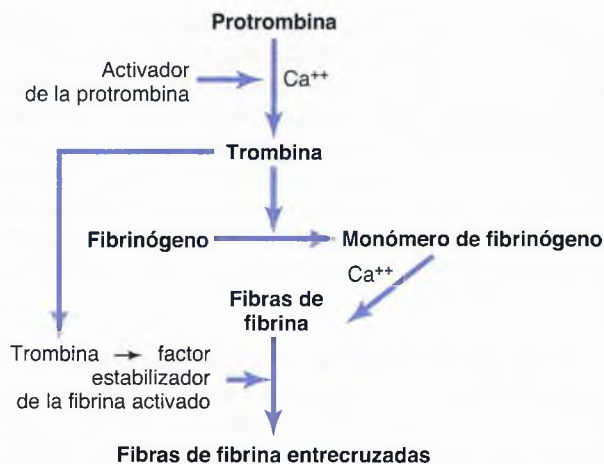 Protrombina
Activador
de la protrombina
Ca++
Trombina
Fibrinógeno
Monómero de fibrinógeno
Ca++
Fibras de
fibrina
Trombina → factor
estabilizador
de la fibrina activado
Fibras de fibrina entrecruzadas